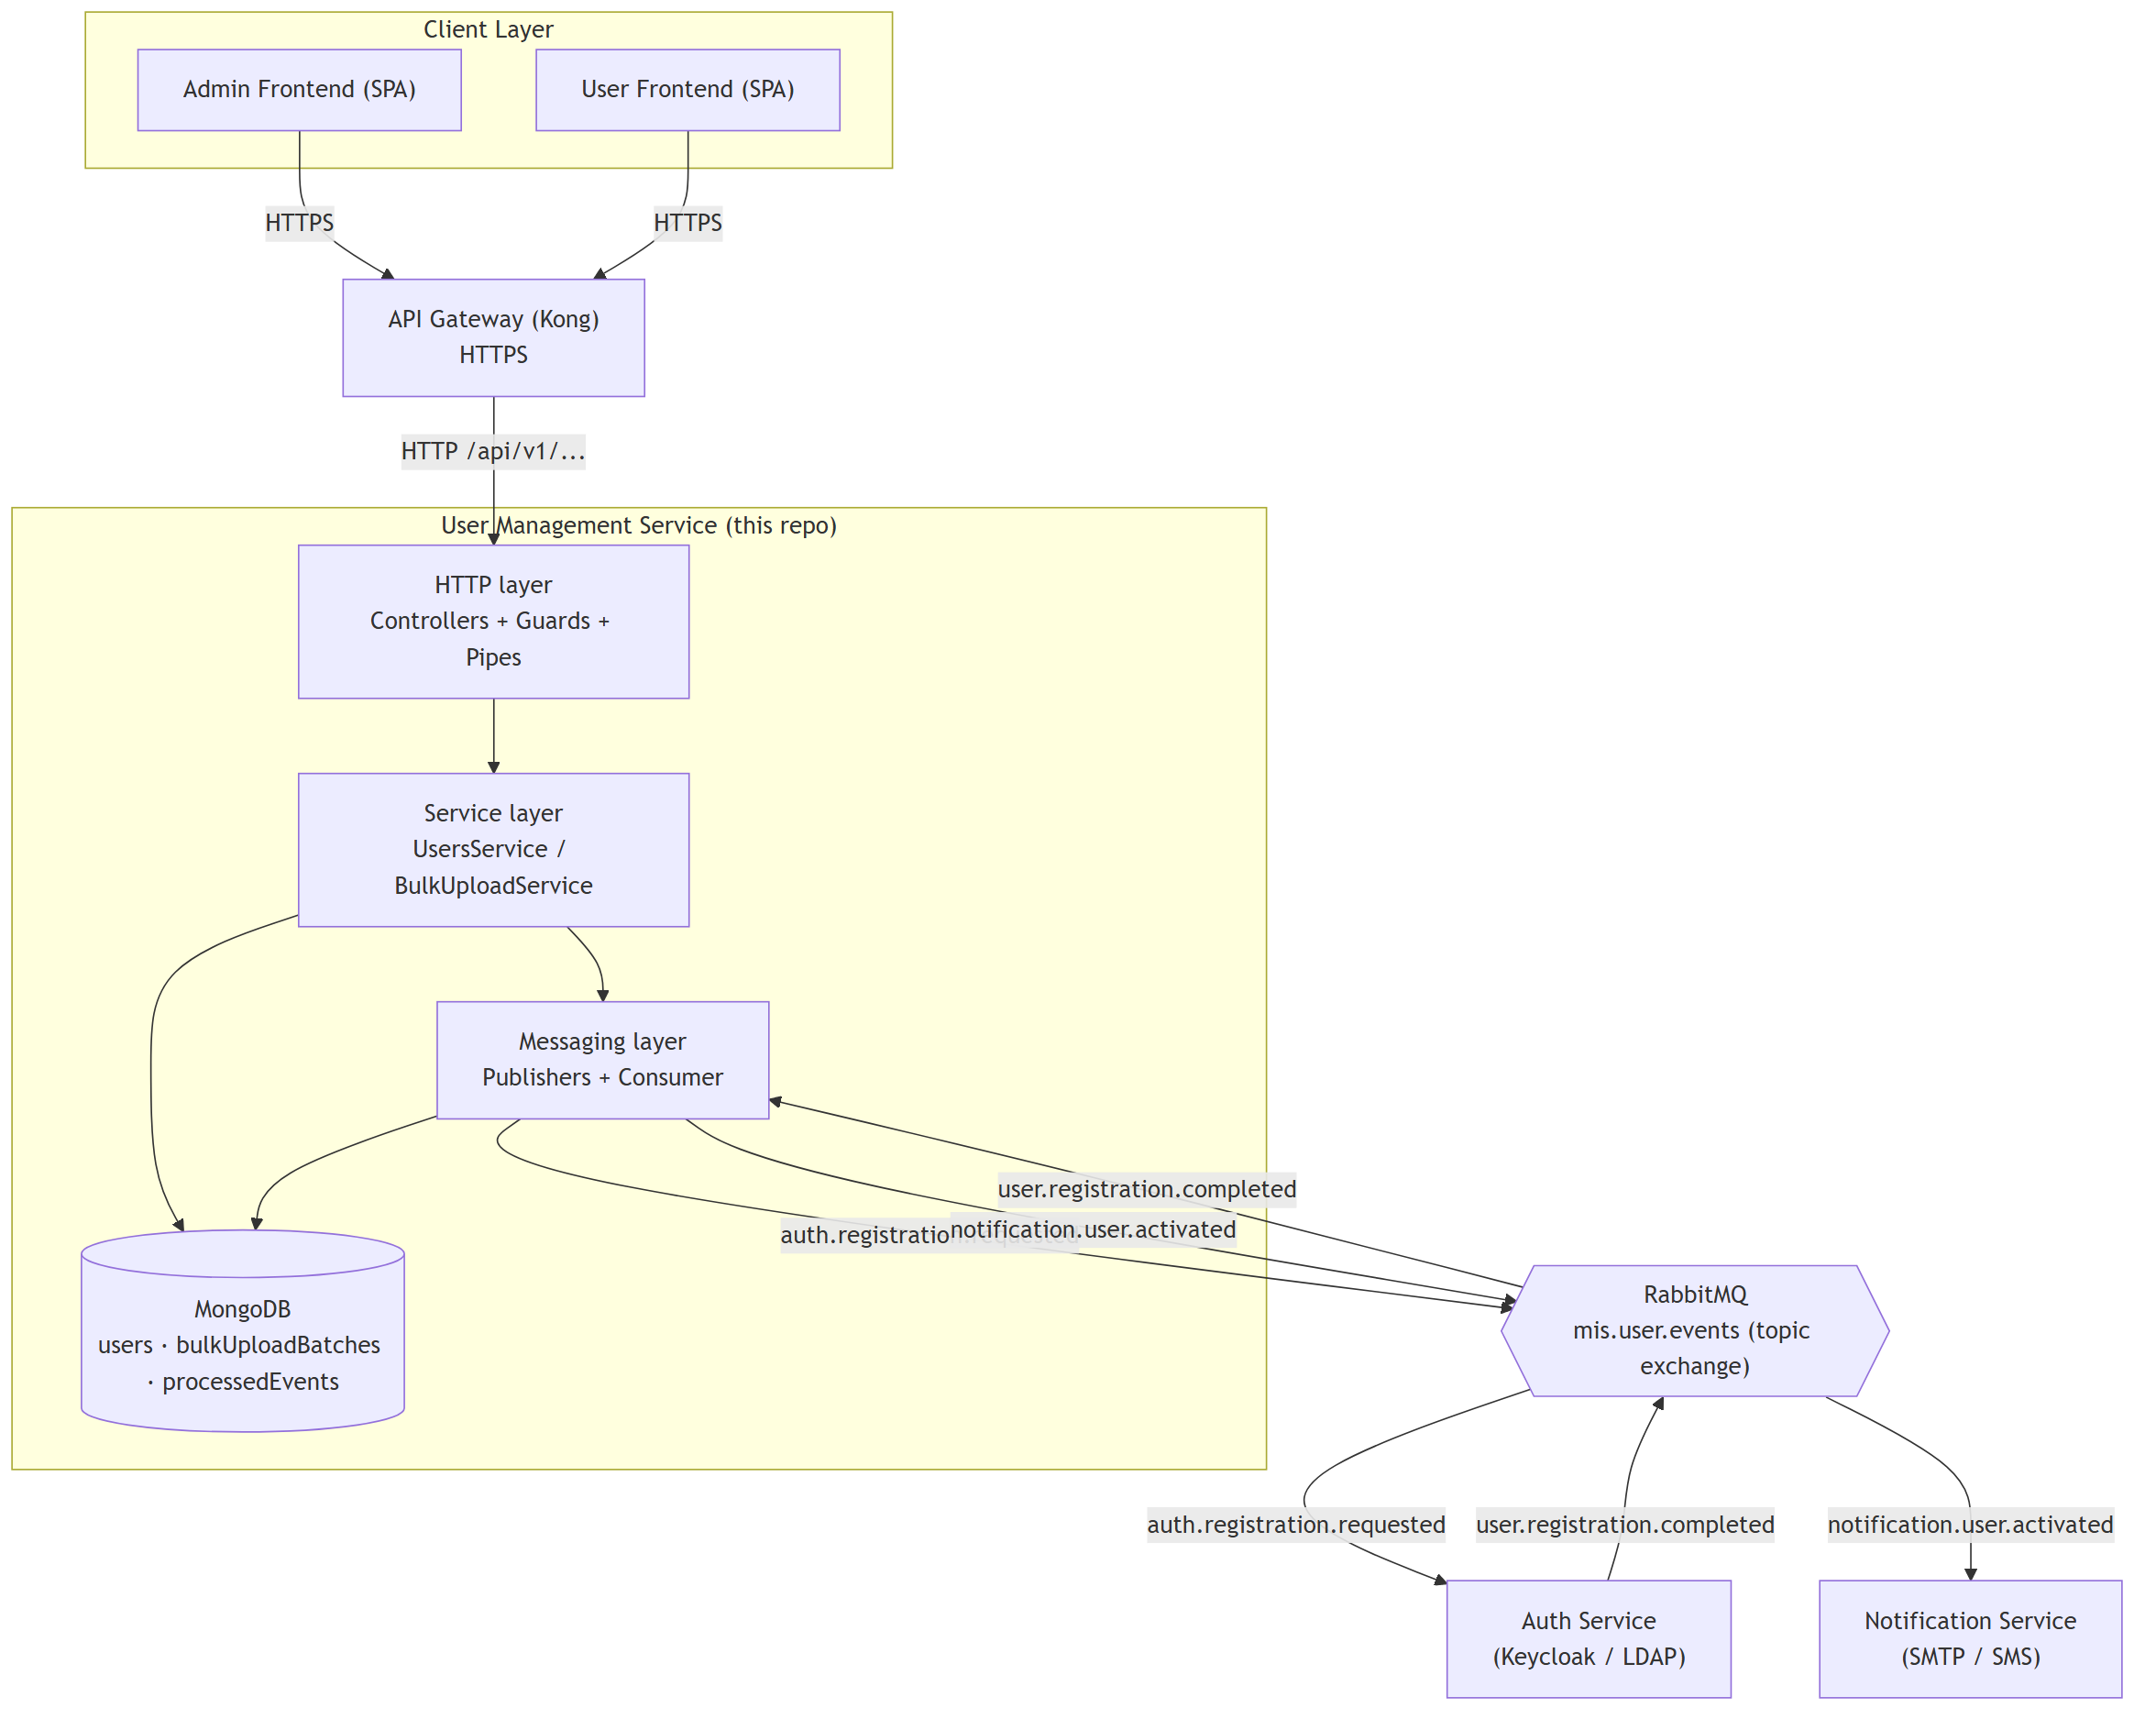 Client Layer
Admin Frontend (SPA)
User Frontend (SPA)
HTTPS
HTTPS
API Gateway (Kong)
HTTPS
HTTP /api/v1/...
User Management Service (this repo)
HTTP layer
Controllers + Guards +
Pipes
Service layer
UsersService /
BulkUploadService
Messaging layer
Publishers + Consumer
user.registration.completed
auth.registration.requested
notification.user.activated
MongoDB
users · bulkUploadBatches
· processedEvents
RabbitMQ
mis.user.events (topic
exchange)
auth.registration.requested
user.registration.completed
notification.user.activated
Auth Service
(Keycloak / LDAP)
Notification Service
(SMTP / SMS)